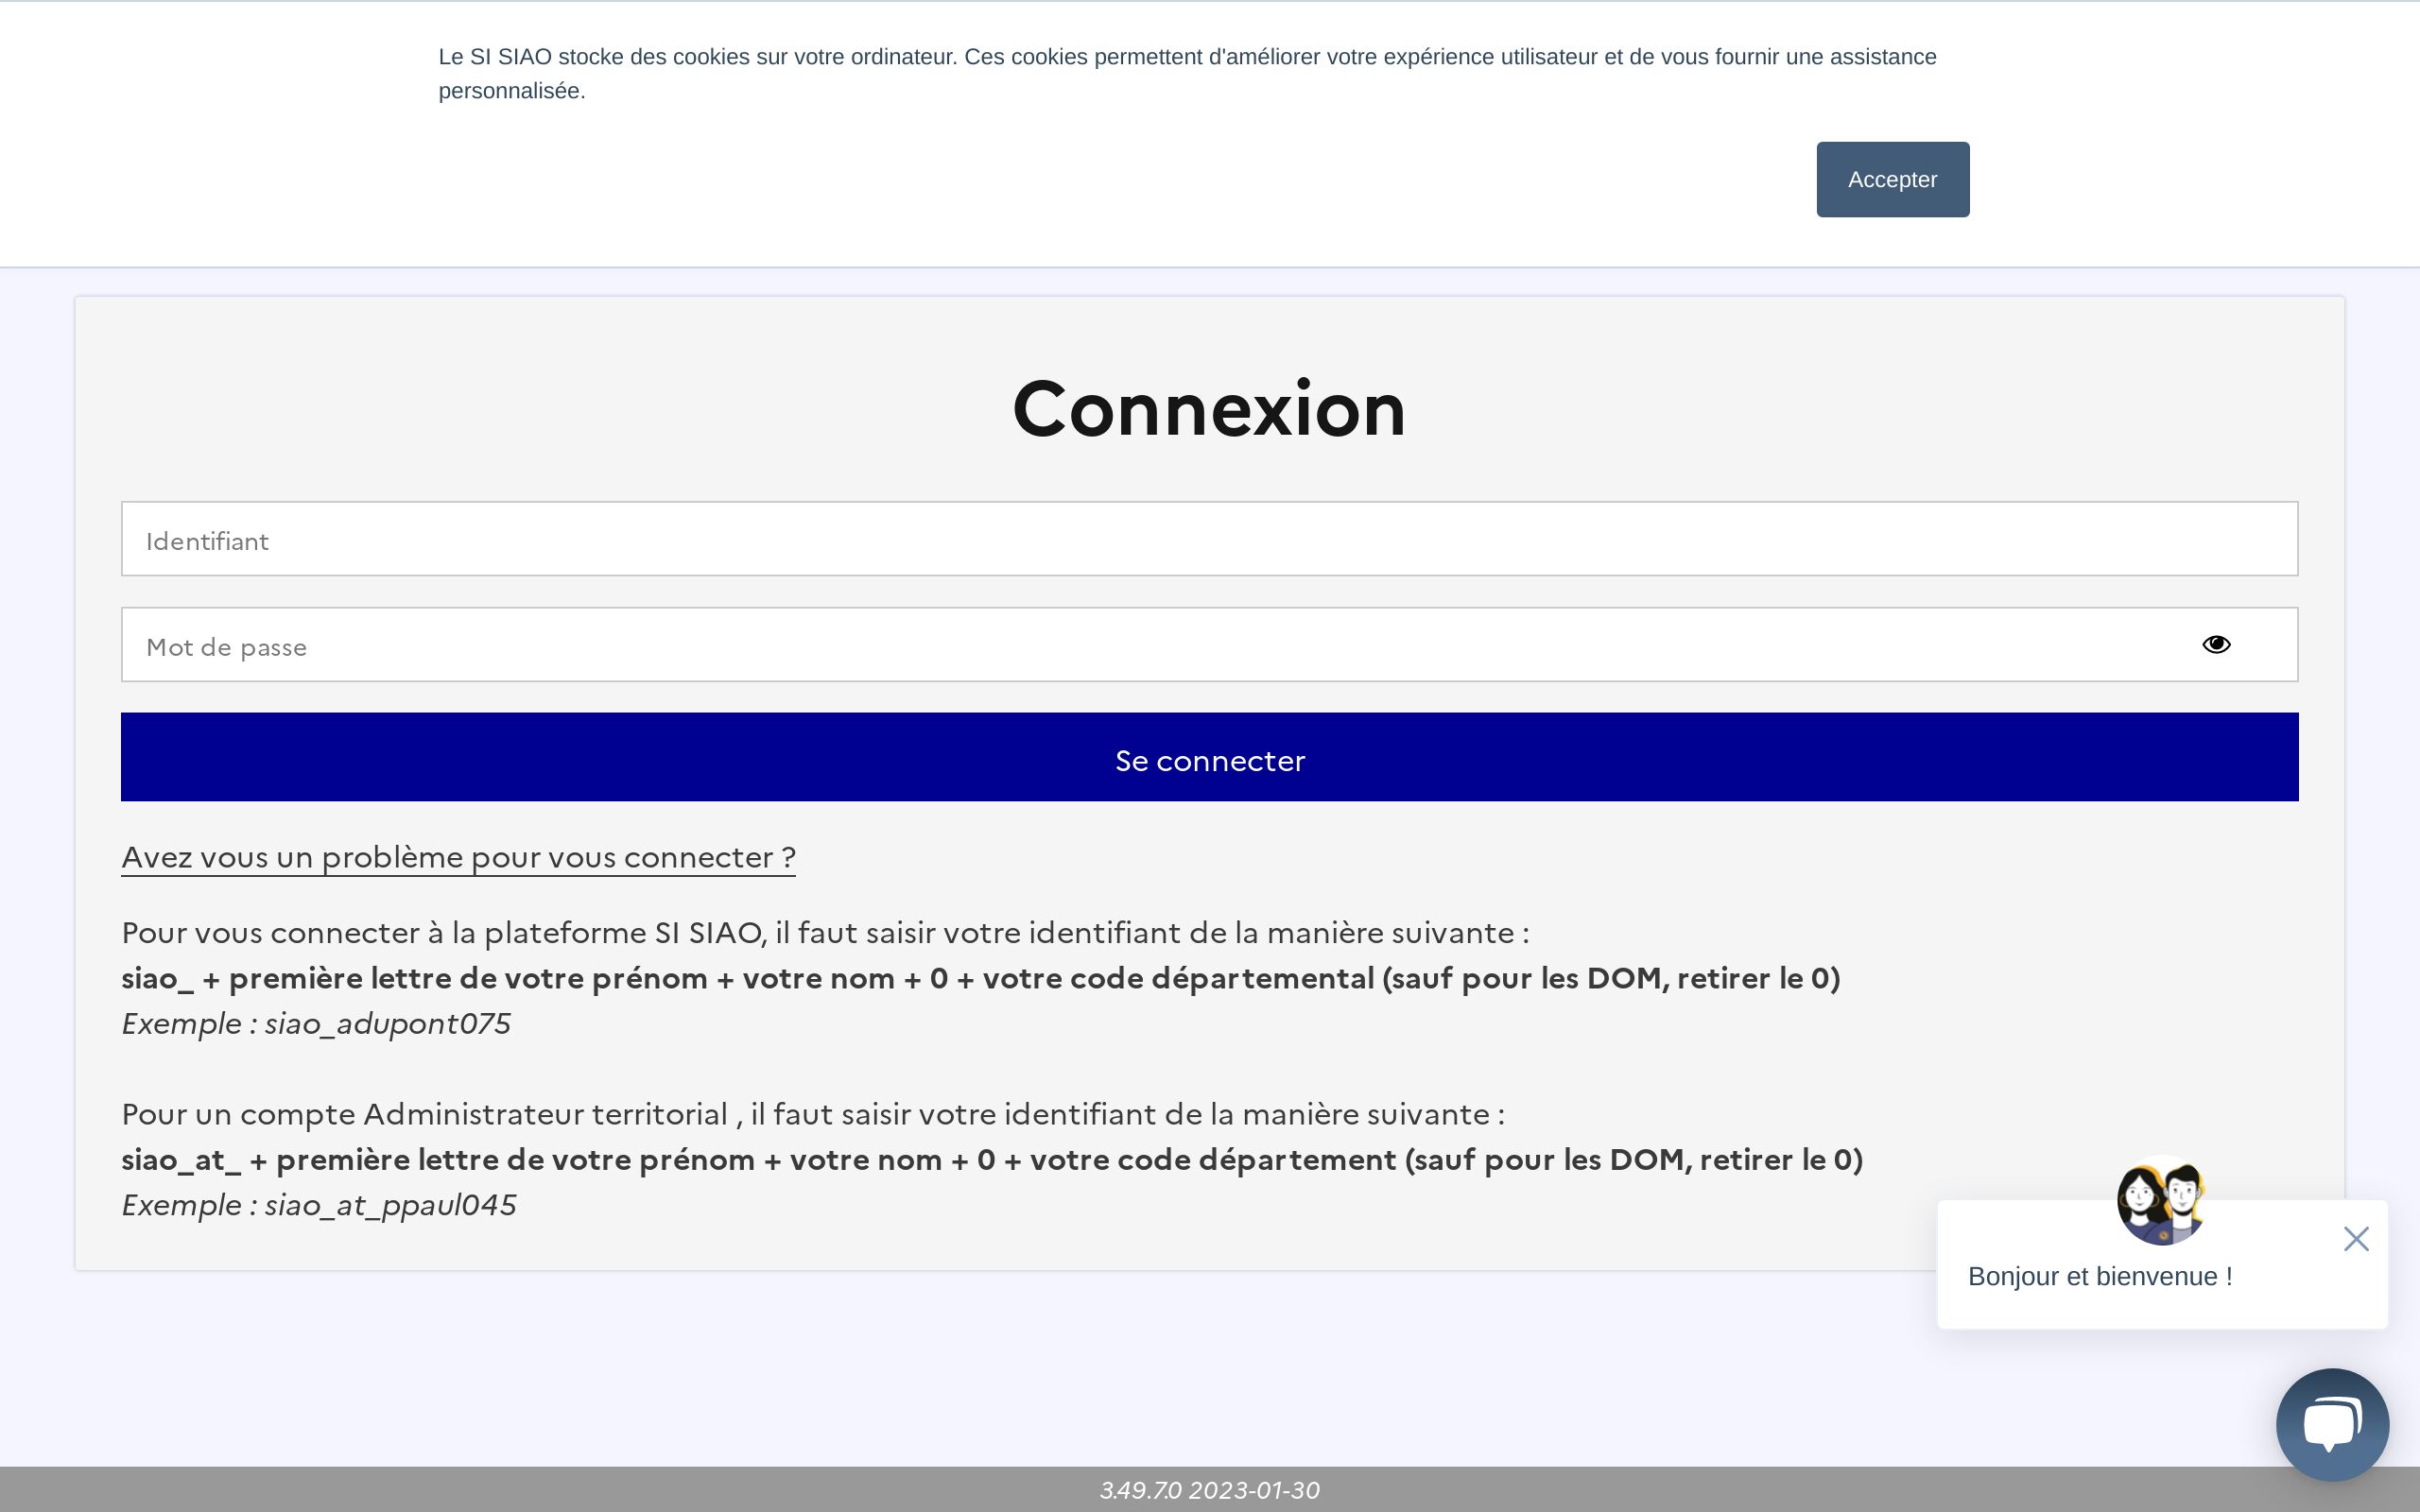 Le SI SIAO stocke des cookies sur votre ordinateur. Ces cookies permettent d'améliorer votre expérience utilisateur et de vous fournir une assistance
personnalisée.
Accepter
Connexion
Identifiant
Mot de passe
Se connecter
Avez vous un problème pour vous connecter ?
Pour vous connecter à la plateforme SI SIAO, il faut saisir votre identifiant de la manière suivante :
siao_ + première lettre de votre prénom + votre nom + 0 + votre code départemental (sauf pour les DOM, retirer le 0)
Exemple : siao_adupont075
Pour un compte Administrateur territorial , il faut saisir votre identifiant de la manière suivante :
siao_at_ + première lettre de votre prénom + votre nom + 0 + votre code département (sauf pour les DOM, retirer le 0)
Exemple : siao_at_ppaul045
Bonjour et bienvenue !
3.49.7.0 2023-01-30